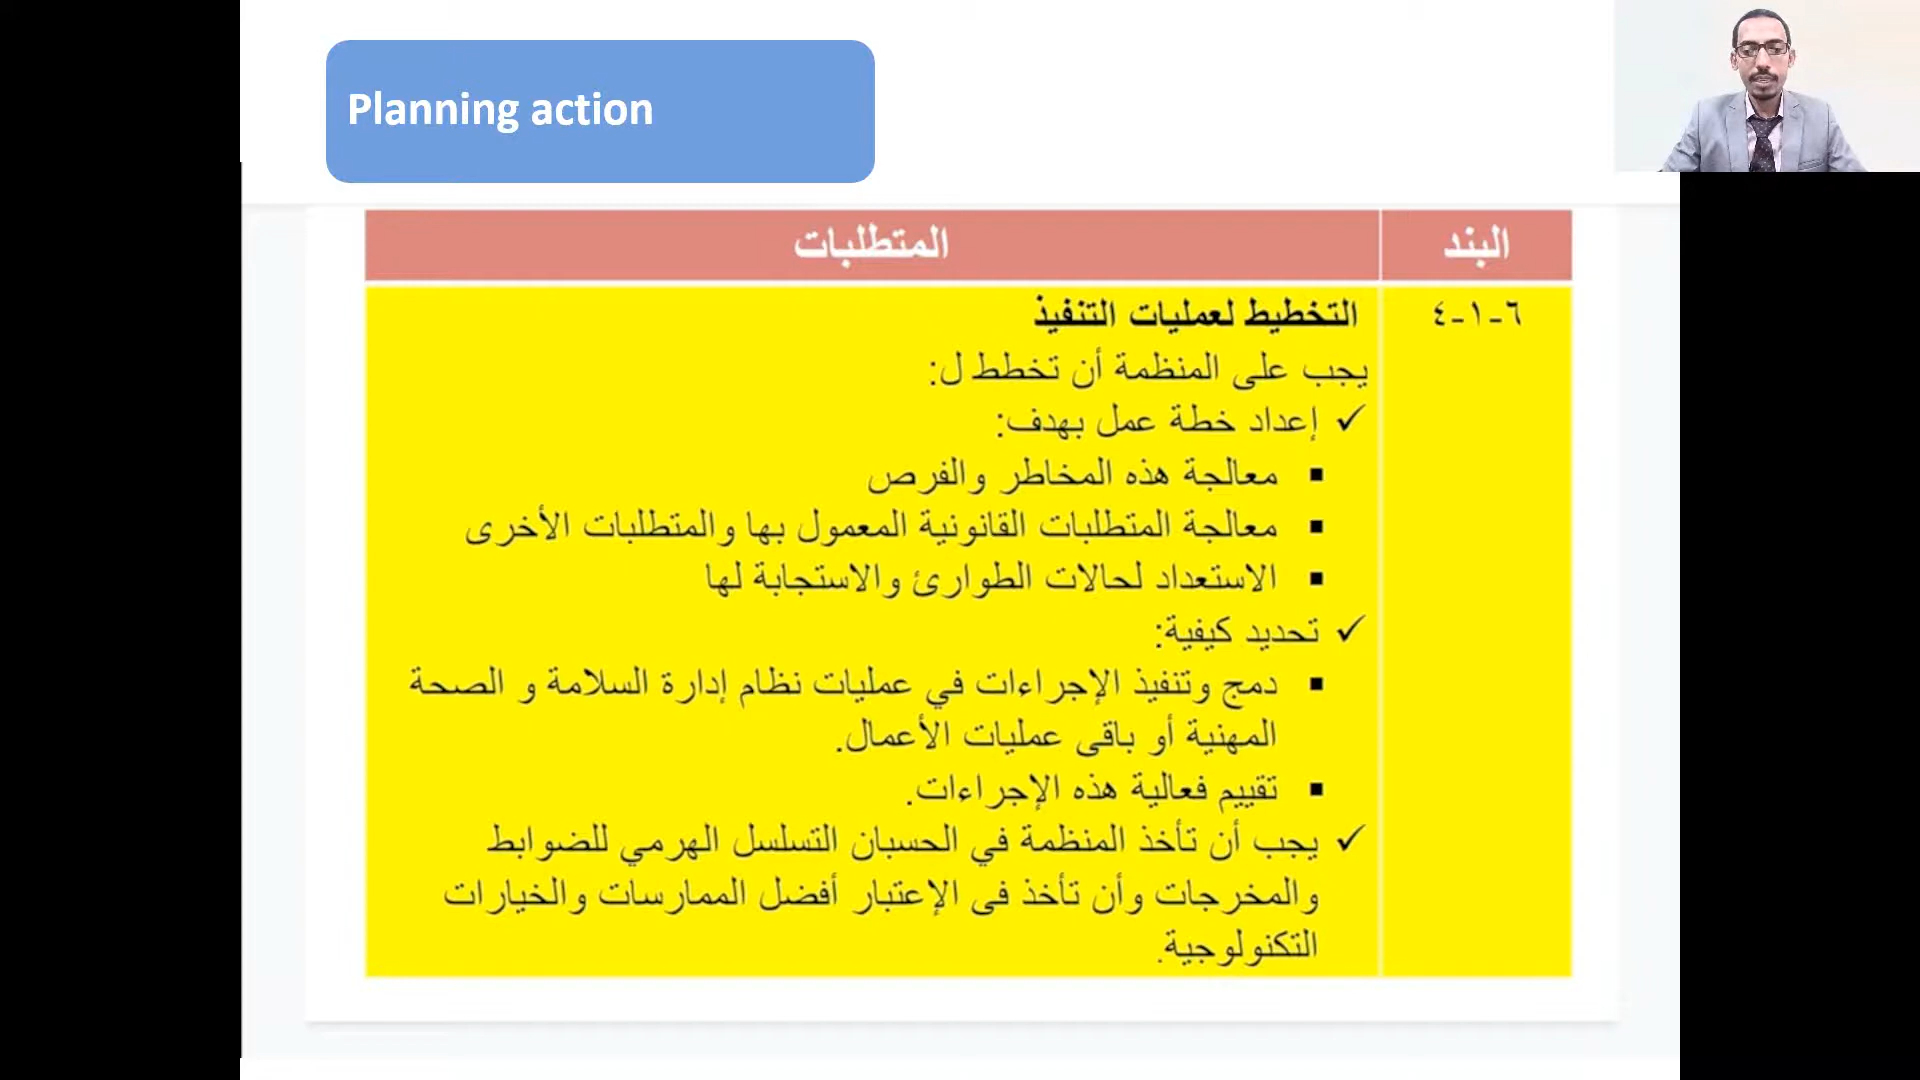 Planning action
البند
المتطلبات
٦-١-٤
التخطيط لعمليات التنفيذ
يجب على المنظمة أن تخطط ل:
✓ إعداد خطة عمل بهدف:
▪ معالجة هذه المخاطر والفرص
▪ معالجة المتطلبات القانونية المعمول بها والمتطلبات الأخرى
▪ الاستعداد لحالات الطوارئ والاستجابة لها
✓ تحديد كيفية:
▪ دمج وتنفيذ الإجراءات في عمليات نظام إدارة السلامة و الصحة
المهنية أو باقى عمليات الأعمال.
▪ تقييم فعالية هذه الإجراءات.
✓ يجب أن تأخذ المنظمة في الحسبان التسلسل الهرمي للضوابط
والمخرجات وأن تأخذ فى الإعتبار أفضل الممارسات والخيارات
التكنولوجية.